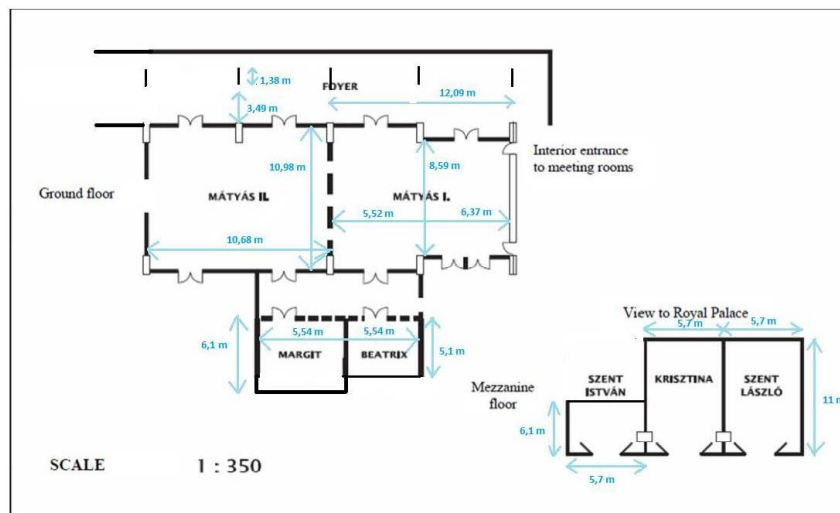 1,38 m
FOYER
12,09 m
3,49 m
10,98 m
8,59 m
Interior entrance
to meeting rooms
Ground floor
MÁTYÁS II.
MÁTYÁS I.
5,52 m
6,37 m
10,68 m
View to Royal Palace
5,7 m
5,7 m
6,1 m
5,54 m
5,54 m
5,1 m
MARGIT
BEATRIX
Mezzanine
floor
SZENT
ISTVÁN
KRISZTINA
SZENT
LÁSZLÓ
11 m
6,1 m
5,7 m
SCALE 1 : 350